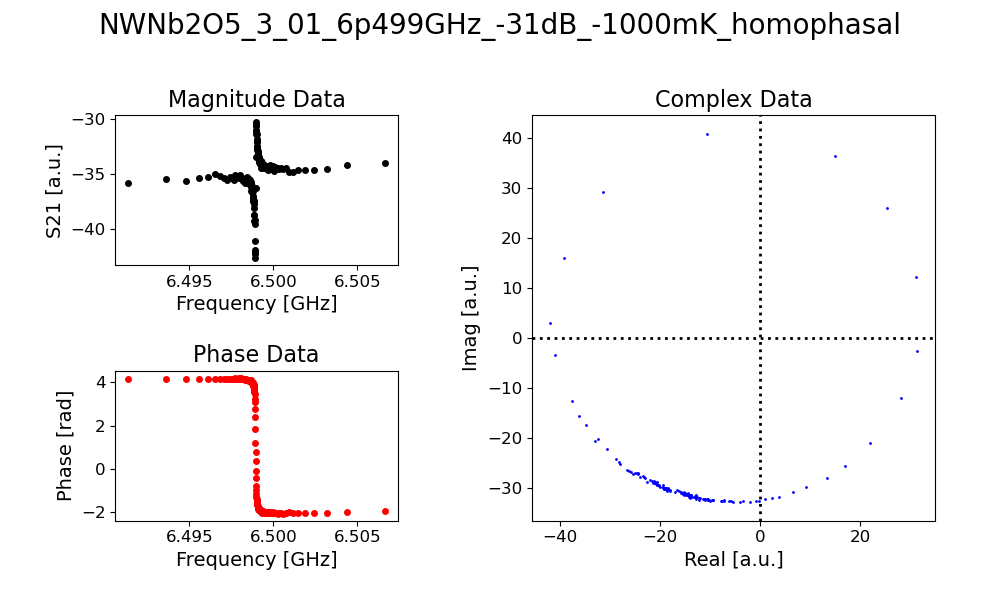 NWNb2O5_3_01_6p499GHz_-31dB_-1000mK_homophasal
Magnitude Data
−30
−35
−40
S21 [a.u.]
6.495 6.500 6.505
Frequency [GHz]
Phase Data
4
2
0
−2
Phase [rad]
6.495 6.500 6.505
Frequency [GHz]
Complex Data
40
30
20
10
0
−10
−20
−30
Imag [a.u.]
−40 −20 0 20
Real [a.u.]